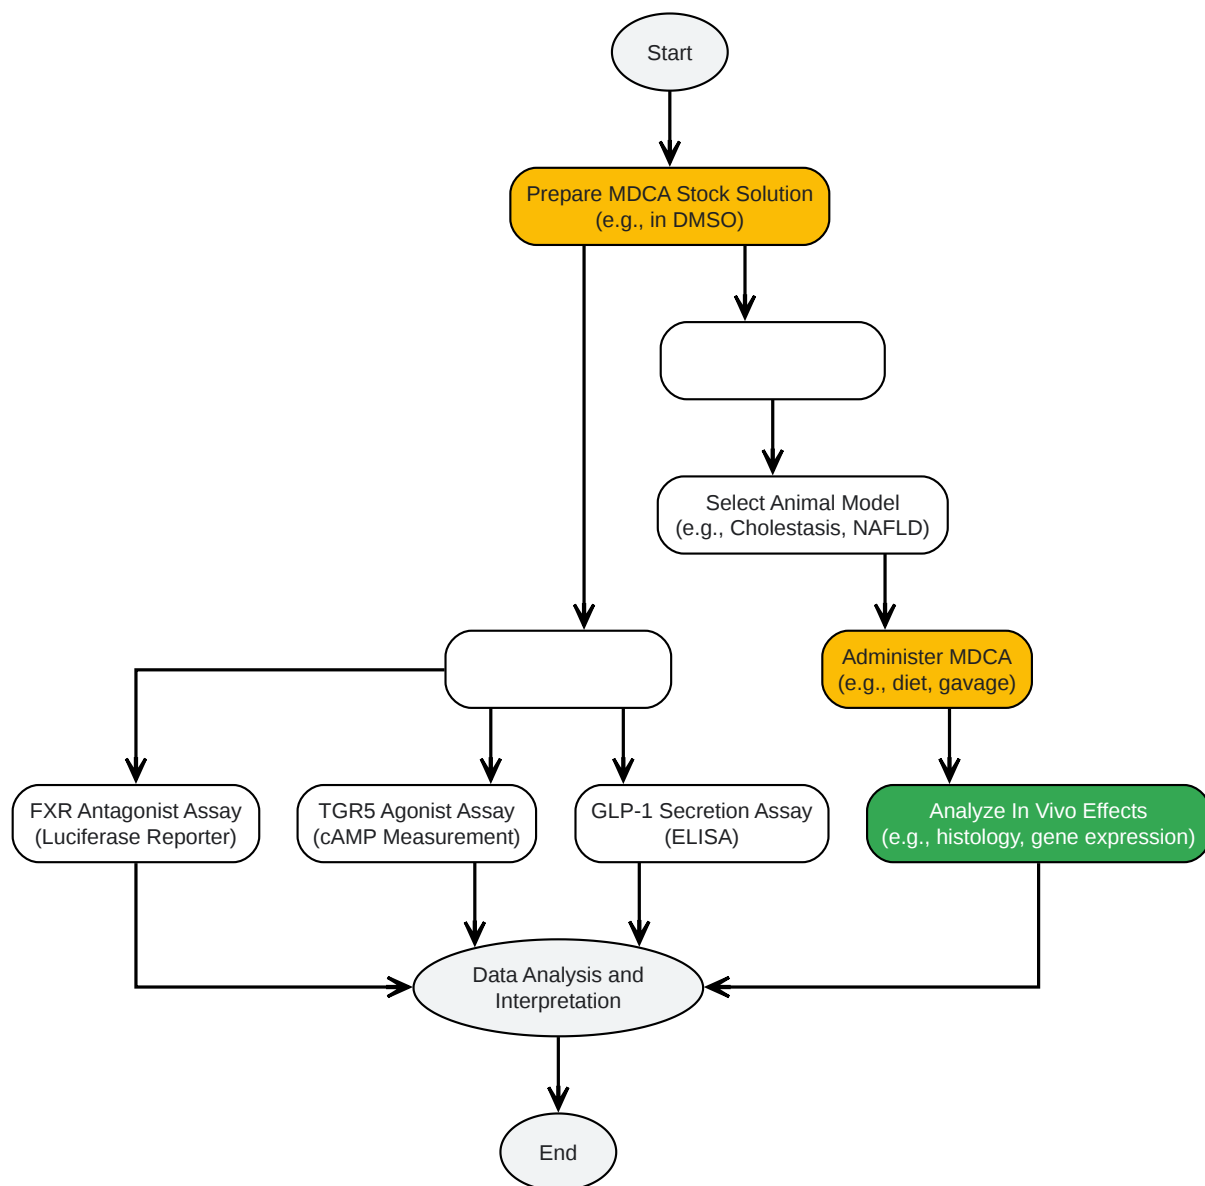 Start
Prepare MDCA Stock Solution
(e.g., in DMSO)
Select Animal Model
(e.g., Cholestasis, NAFLD)
Administer MDCA
(e.g., diet, gavage)
FXR Antagonist Assay
(Luciferase Reporter)
TGR5 Agonist Assay
(cAMP Measurement)
GLP-1 Secretion Assay
(ELISA)
Analyze In Vivo Effects
(e.g., histology, gene expression)
Data Analysis and
Interpretation
End